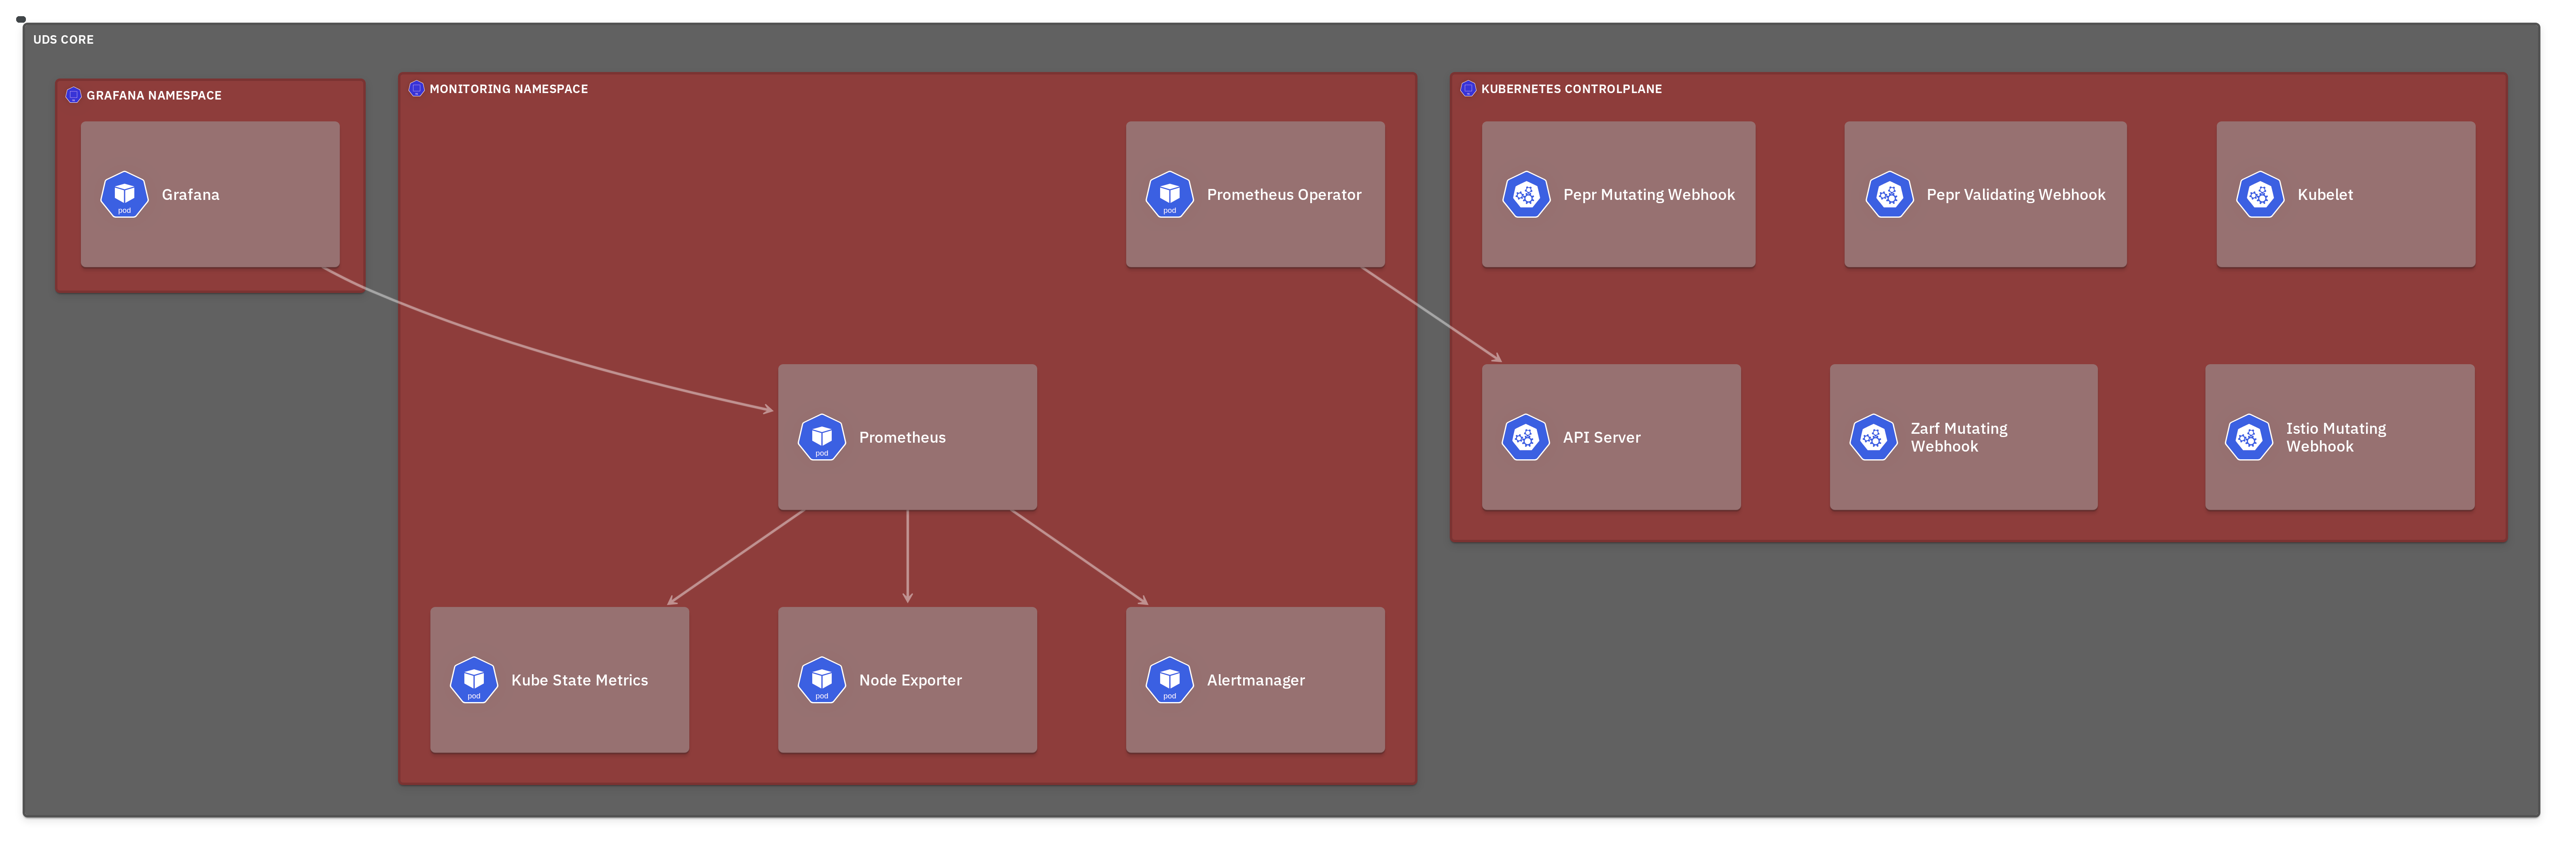 UDS CORE
GRAFANA NAMESPACE
pod
Grafana
MONITORING NAMESPACE
pod
Prometheus Operator
pod
Prometheus
pod
Kube State Metrics
pod
Node Exporter
pod
Alertmanager
KUBERNETES CONTROLPLANE
Pepr Mutating Webhook
Pepr Validating Webhook
Kubelet
API Server
Zarf Mutating
Webhook
Istio Mutating
Webhook